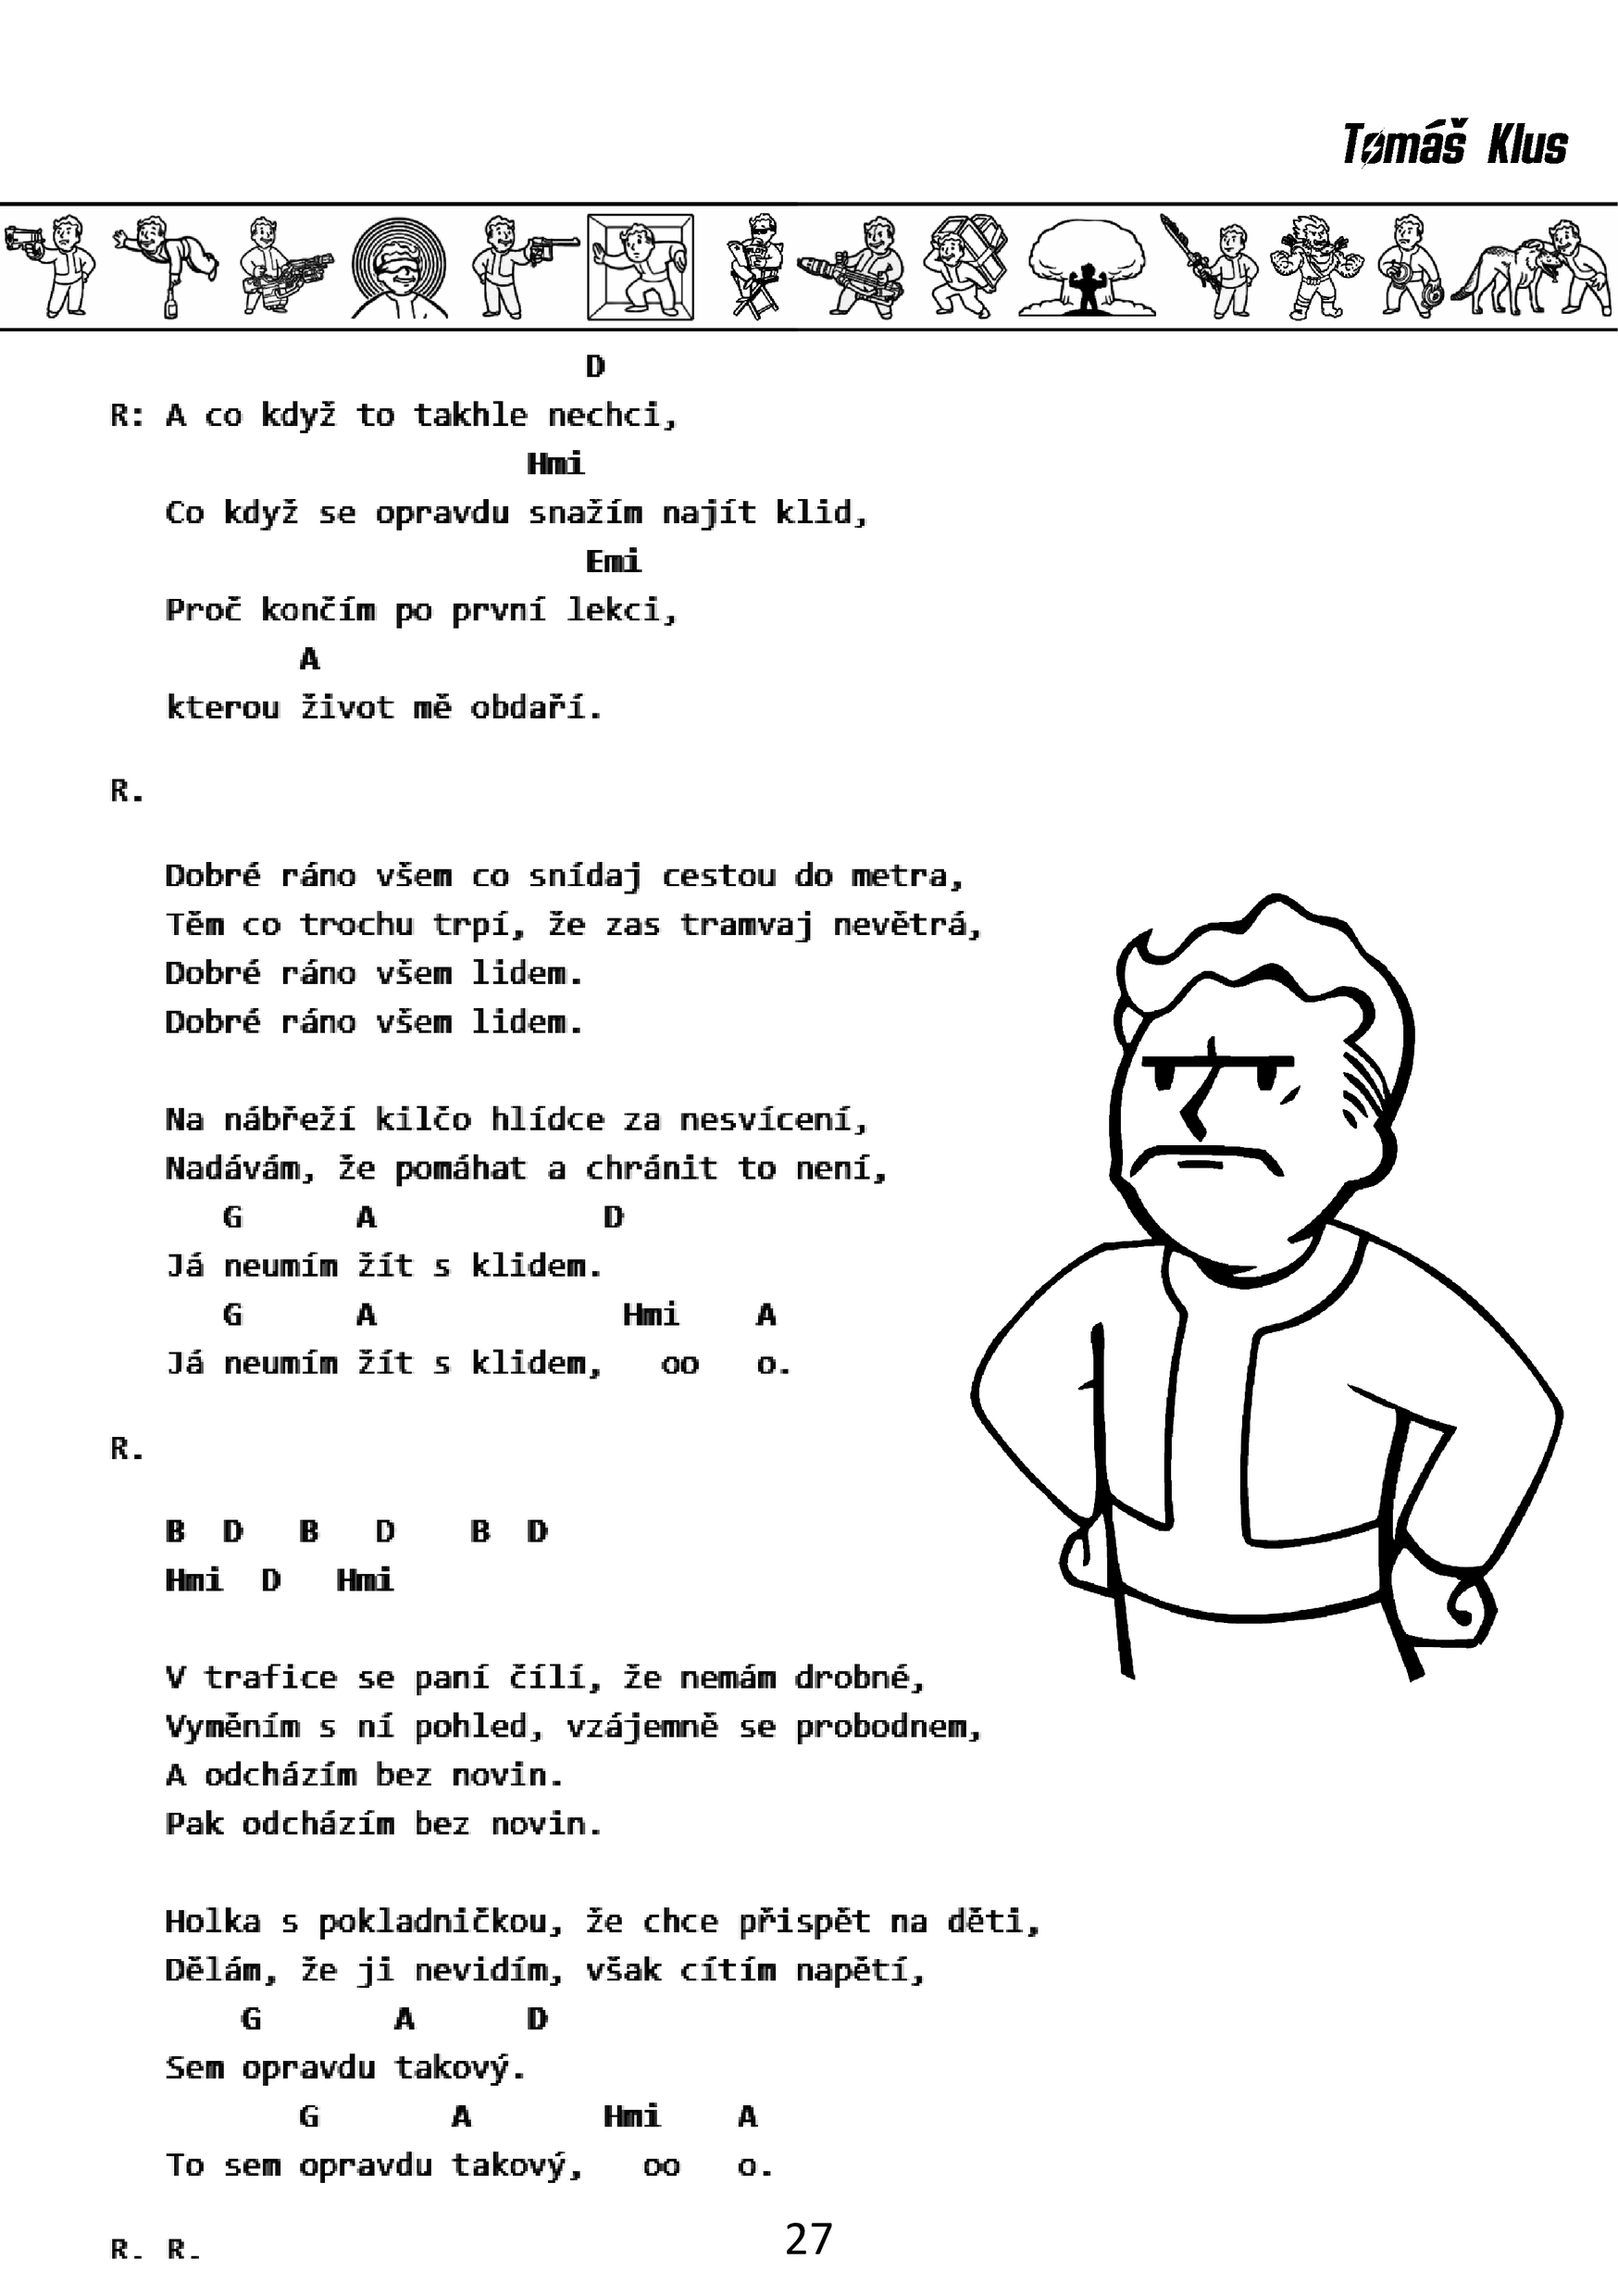 Tomáš Klus
D
R: A co když to takhle nechci,
Hmi
Co když se opravdu snažím najít klid,
Emi
Proč končím po první lekci,
A
kterou život mě obdaří.
R.
Dobré ráno všem co snídaj cestou do metra,
Těm co trochu trpí, že zas tramvaj nevětrá,
Dobré ráno všem lidem.
Dobré ráno všem lidem.
Na nábřeží kilčo hlídce za nesvícení,
Nadávám, že pomáhat a chránit to není,
G A D
Já neumím žít s klidem.
G A Hmi A
Já neumím žít s klidem, oo o.
R.
B D B D B D
Hmi D Hmi
V trafice se paní čílí, že nemám drobné,
Vyměním s ní pohled, vzájemně se probodnem,
A odcházím bez novin.
Pak odcházím bez novin.
Holka s pokladničkou, že chce přispět na děti,
Dělám, že ji nevidím, však cítím napětí,
G A D
Sem opravdu takový.
G A Hmi A
To sem opravdu takový, oo o.
R. R.
27